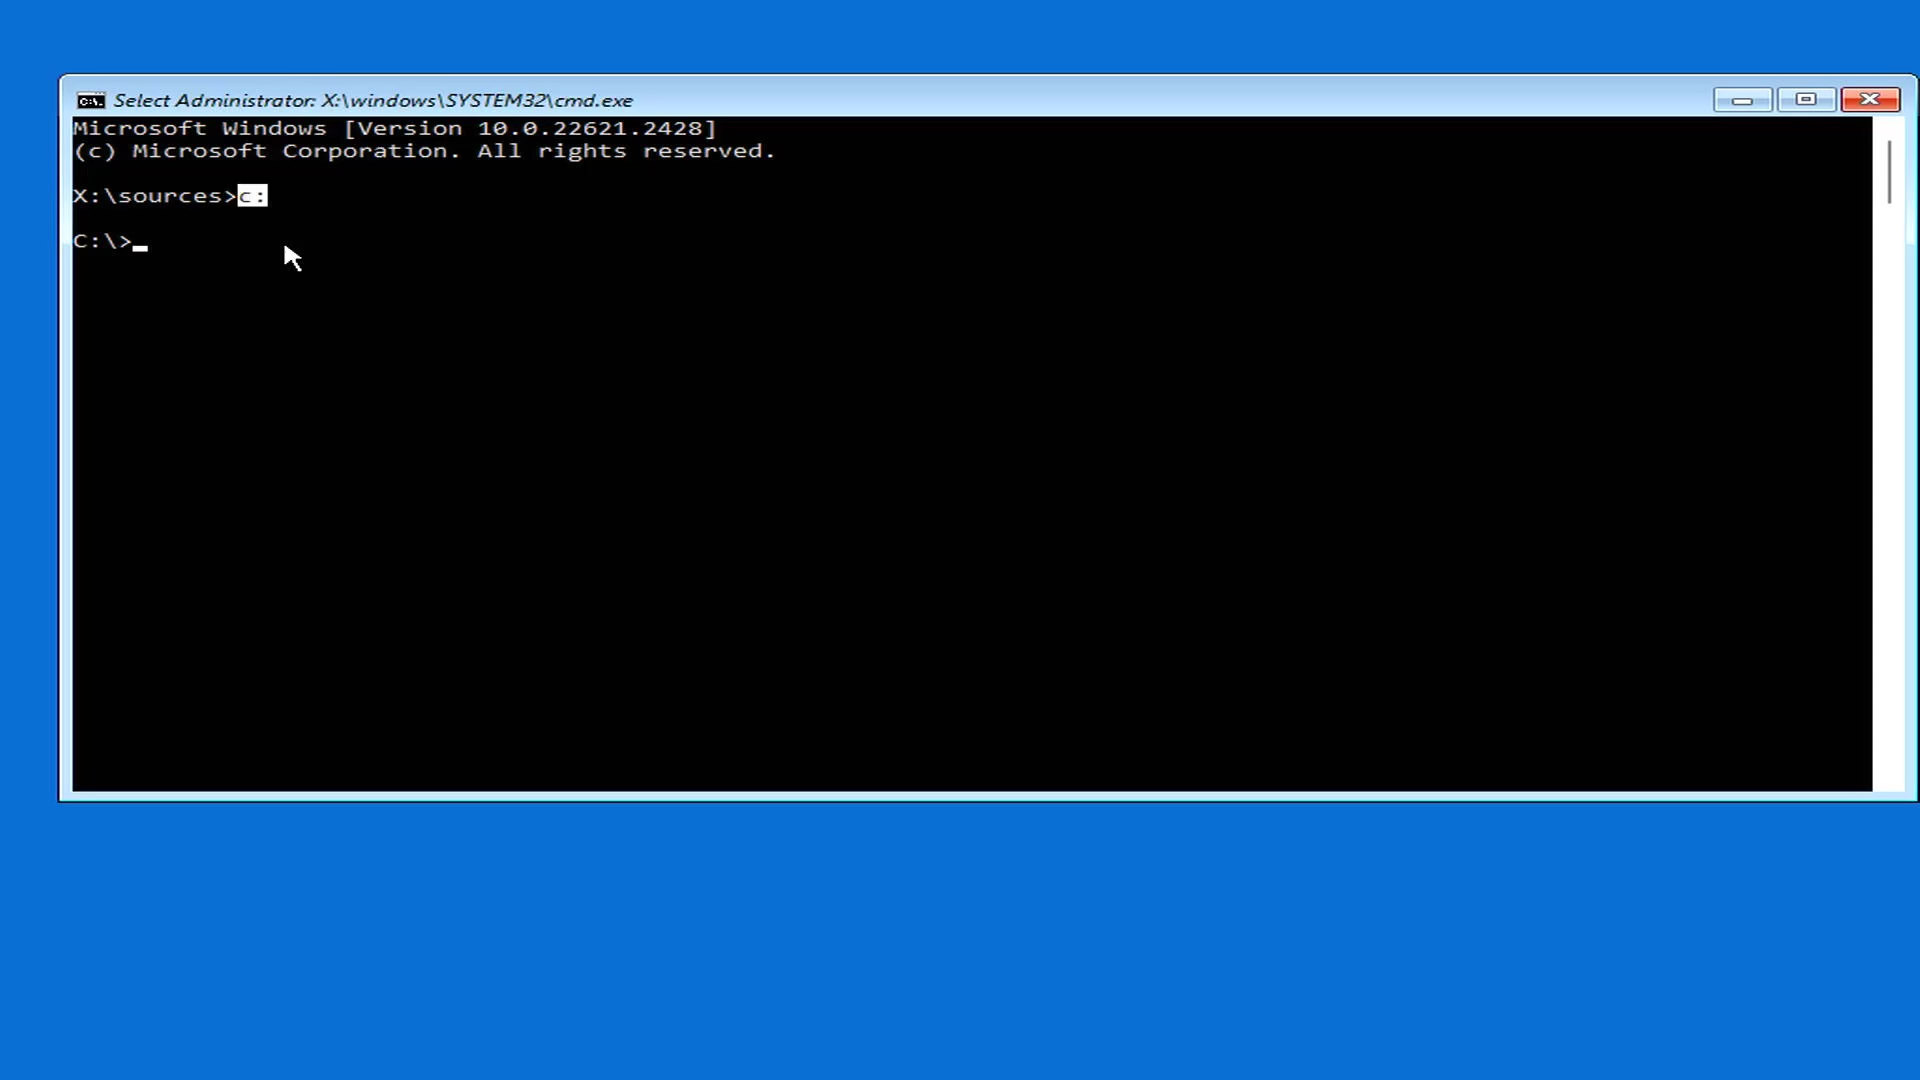 Select Administrator: X:\windows\SYSTEM32\cmd.exe
Microsoft Windows [Version 10.0.22621.2428]
(c) Microsoft Corporation. All rights reserved.
X:\sources>c:
C:\>